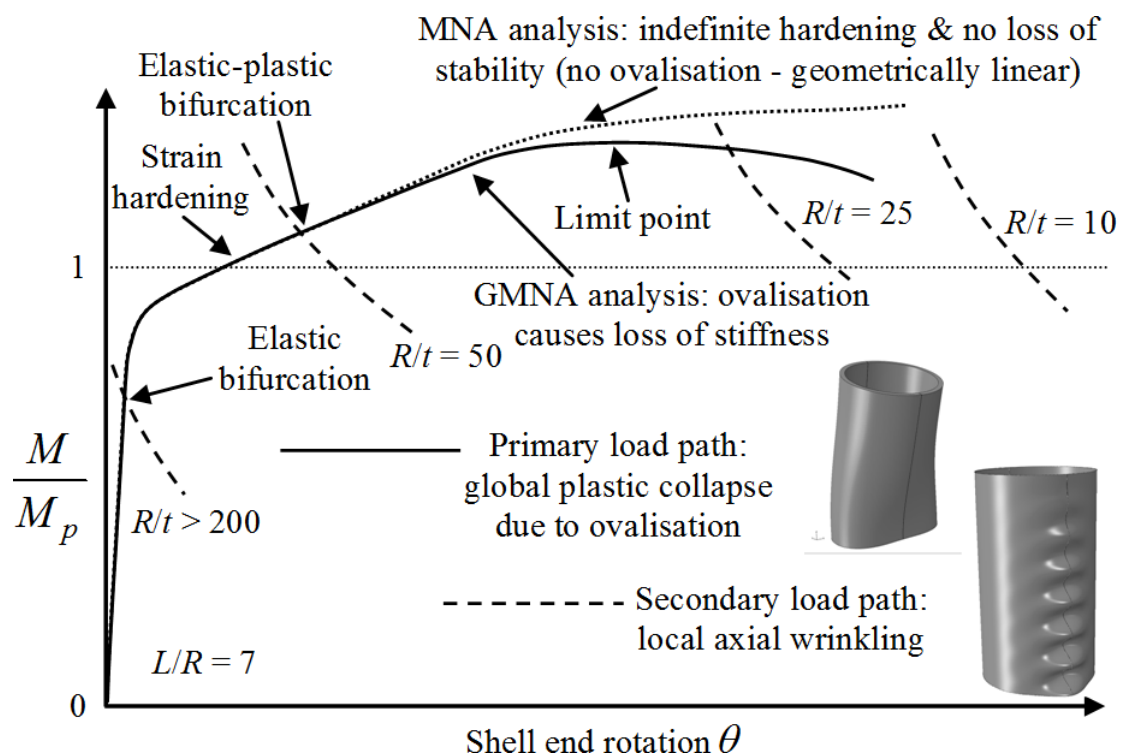 MNA analysis: indefinite hardening & no loss of
stability (no ovalisation - geometrically linear)
Elastic-plastic
bifurcation
Strain
hardening
Limit point
R/t = 25
R/t = 10
1
GMNA analysis: ovalisation
causes loss of stiffness
Elastic
bifurcation
R/t = 50
M
M p
Primary load path:
global plastic collapse
due to ovalisation
R/t > 200
Secondary load path:
local axial wrinkling
L/R = 7
0
Shell end rotation θ